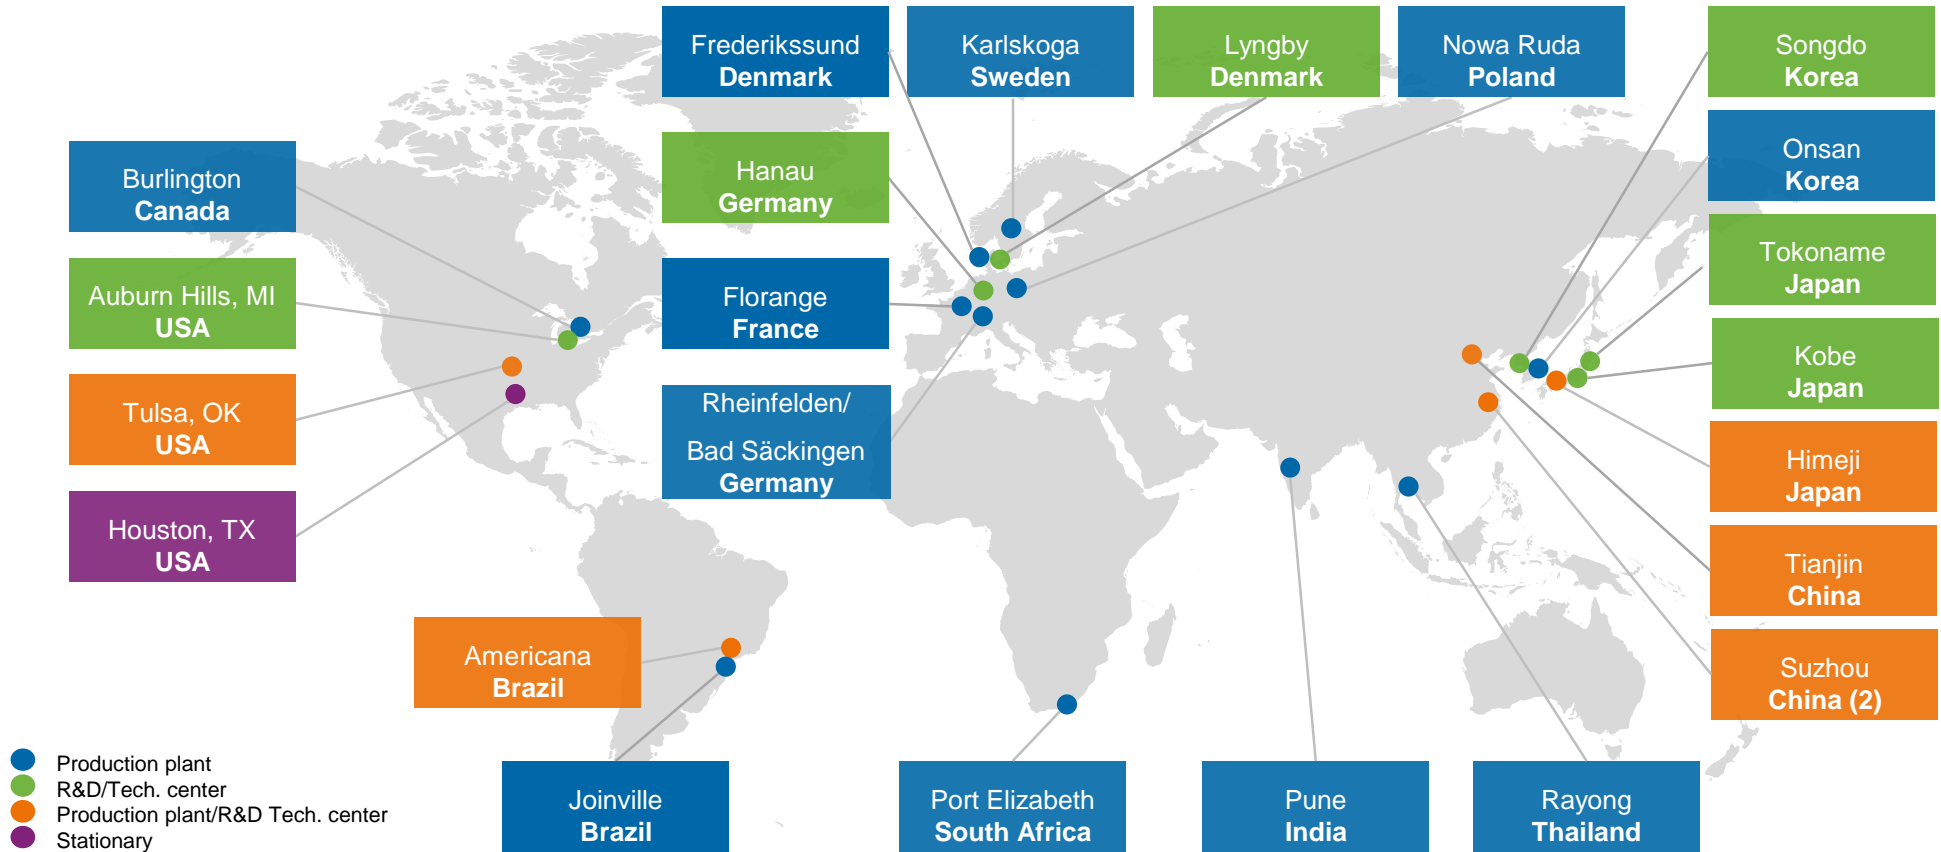 Frederikssund
Denmark
Karlskoga
Sweden
Lyngby
Denmark
Nowa Ruda
Poland
Songdo
Korea
Burlington
Canada
Hanau
Germany
Onsan
Korea
Auburn Hills, MI
USA
Florange
France
Tokoname
Japan
Kobe
Japan
Tulsa, OK
USA
Rheinfelden/
Bad Säckingen
Germany
Himeji
Japan
Houston, TX
USA
Tianjin
China
Americana
Brazil
Suzhou
China (2)
Joinville
Brazil
Port Elizabeth
South Africa
Pune
India
Rayong
Thailand
Production plant
R&D/Tech. center
Production plant/R&D Tech. center
Stationary